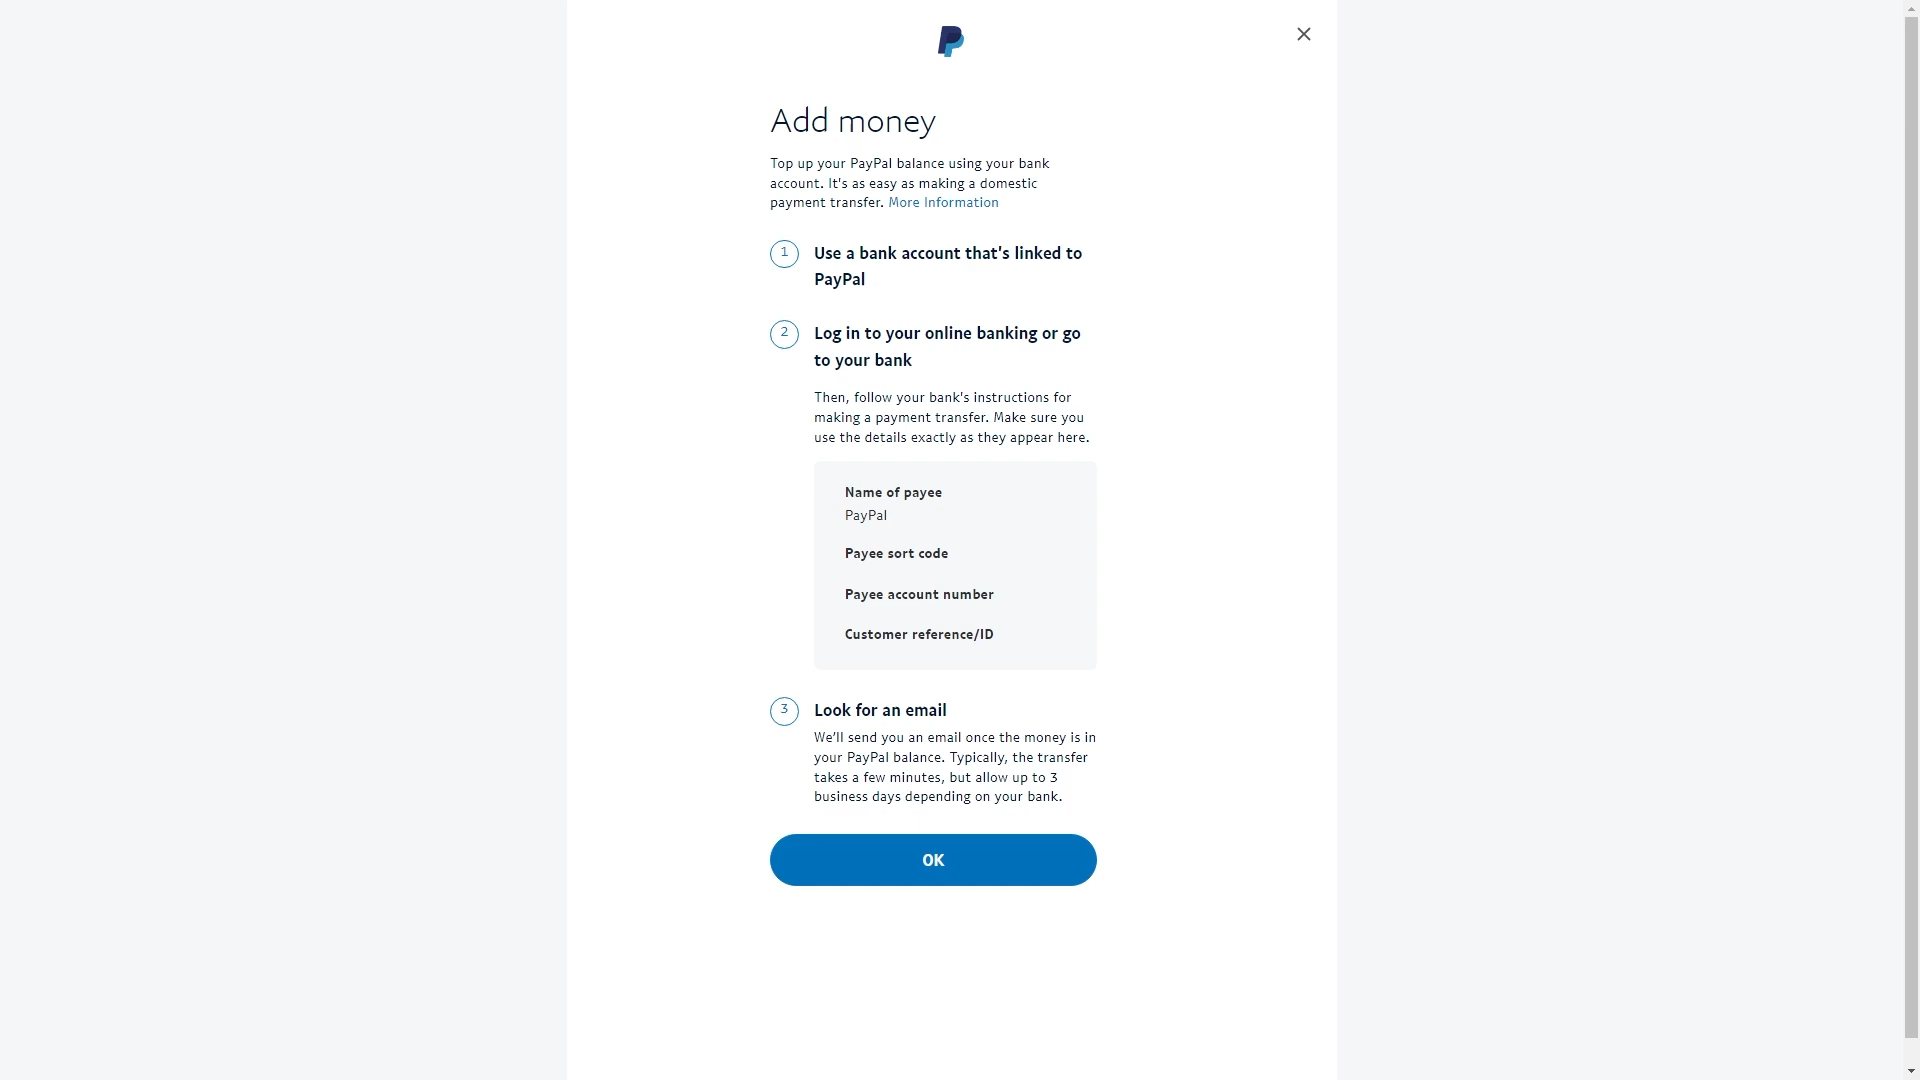 Add money
Top up your PayPal balance using your bank
account. It's as easy as making a domestic
payment transfer. More Information
1
Use a bank account that's linked to
PayPal
2
Log in to your online banking or go
to your bank
Then, follow your bank's instructions for
making a payment transfer. Make sure you
use the details exactly as they appear here.
Name of payee
PayPal
Payee sort code
Payee account number
Customer reference/ID
3
Look for an email
We’ll send you an email once the money is in
your PayPal balance. Typically, the transfer
takes a few minutes, but allow up to 3
business days depending on your bank.
OK